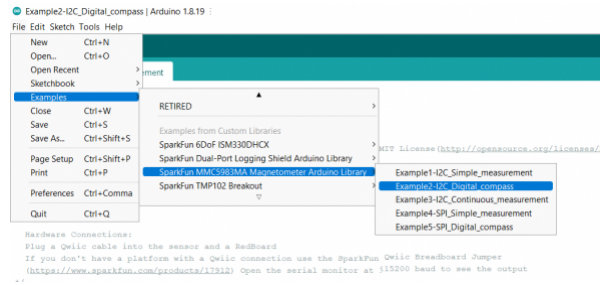 Example2-I2C_Digital_compass | Arduino 1.8.19
File Edit Sketch Tools Help
New Ctrl+N
Open... Ctrl+O
Open Recent
Sketchbook
Examples
Close Ctrl+W
Save Ctrl+S
Save As... Ctrl+Shift+S
Page Setup Ctrl+Shift+P
Print Ctrl+P
Preferences Ctrl+Comma
Quit Ctrl+Q
ement
RETIRED
Examples from Custom Libraries
SparkFun 6DoF ISM330DHCX
SparkFun Dual-Port Logging Shield Arduino Library
SparkFun MMC5983MA Magnetometer Arduino Library
SparkFun TMP102 Breakout
MIT License(http://opensource.org/licenses/
Example1-I2C_Simple_measurement
Example2-I2C_Digital_compass
Example3-I2C_Continuous_measurement
Example4-SPI_Simple_measurement
Example5-SPI_Digital_compass
Hardware Connections:
Plug a Qwiic cable into the sensor and a RedBoard
If you don't have a platform with a Qwiic connection use the SparkFun Qwiic Breadboard Jumper
(https://www.sparkfun.com/products/17912) Open the serial monitor at 115200 baud to see the output